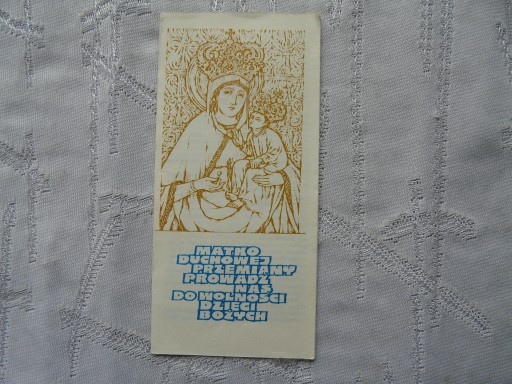 MATKO
DUCHOWEJ
PRZEMIANY
PROWADŹ
NAS
DO WOLNOŚCI
DZIECI
BOŻYCH